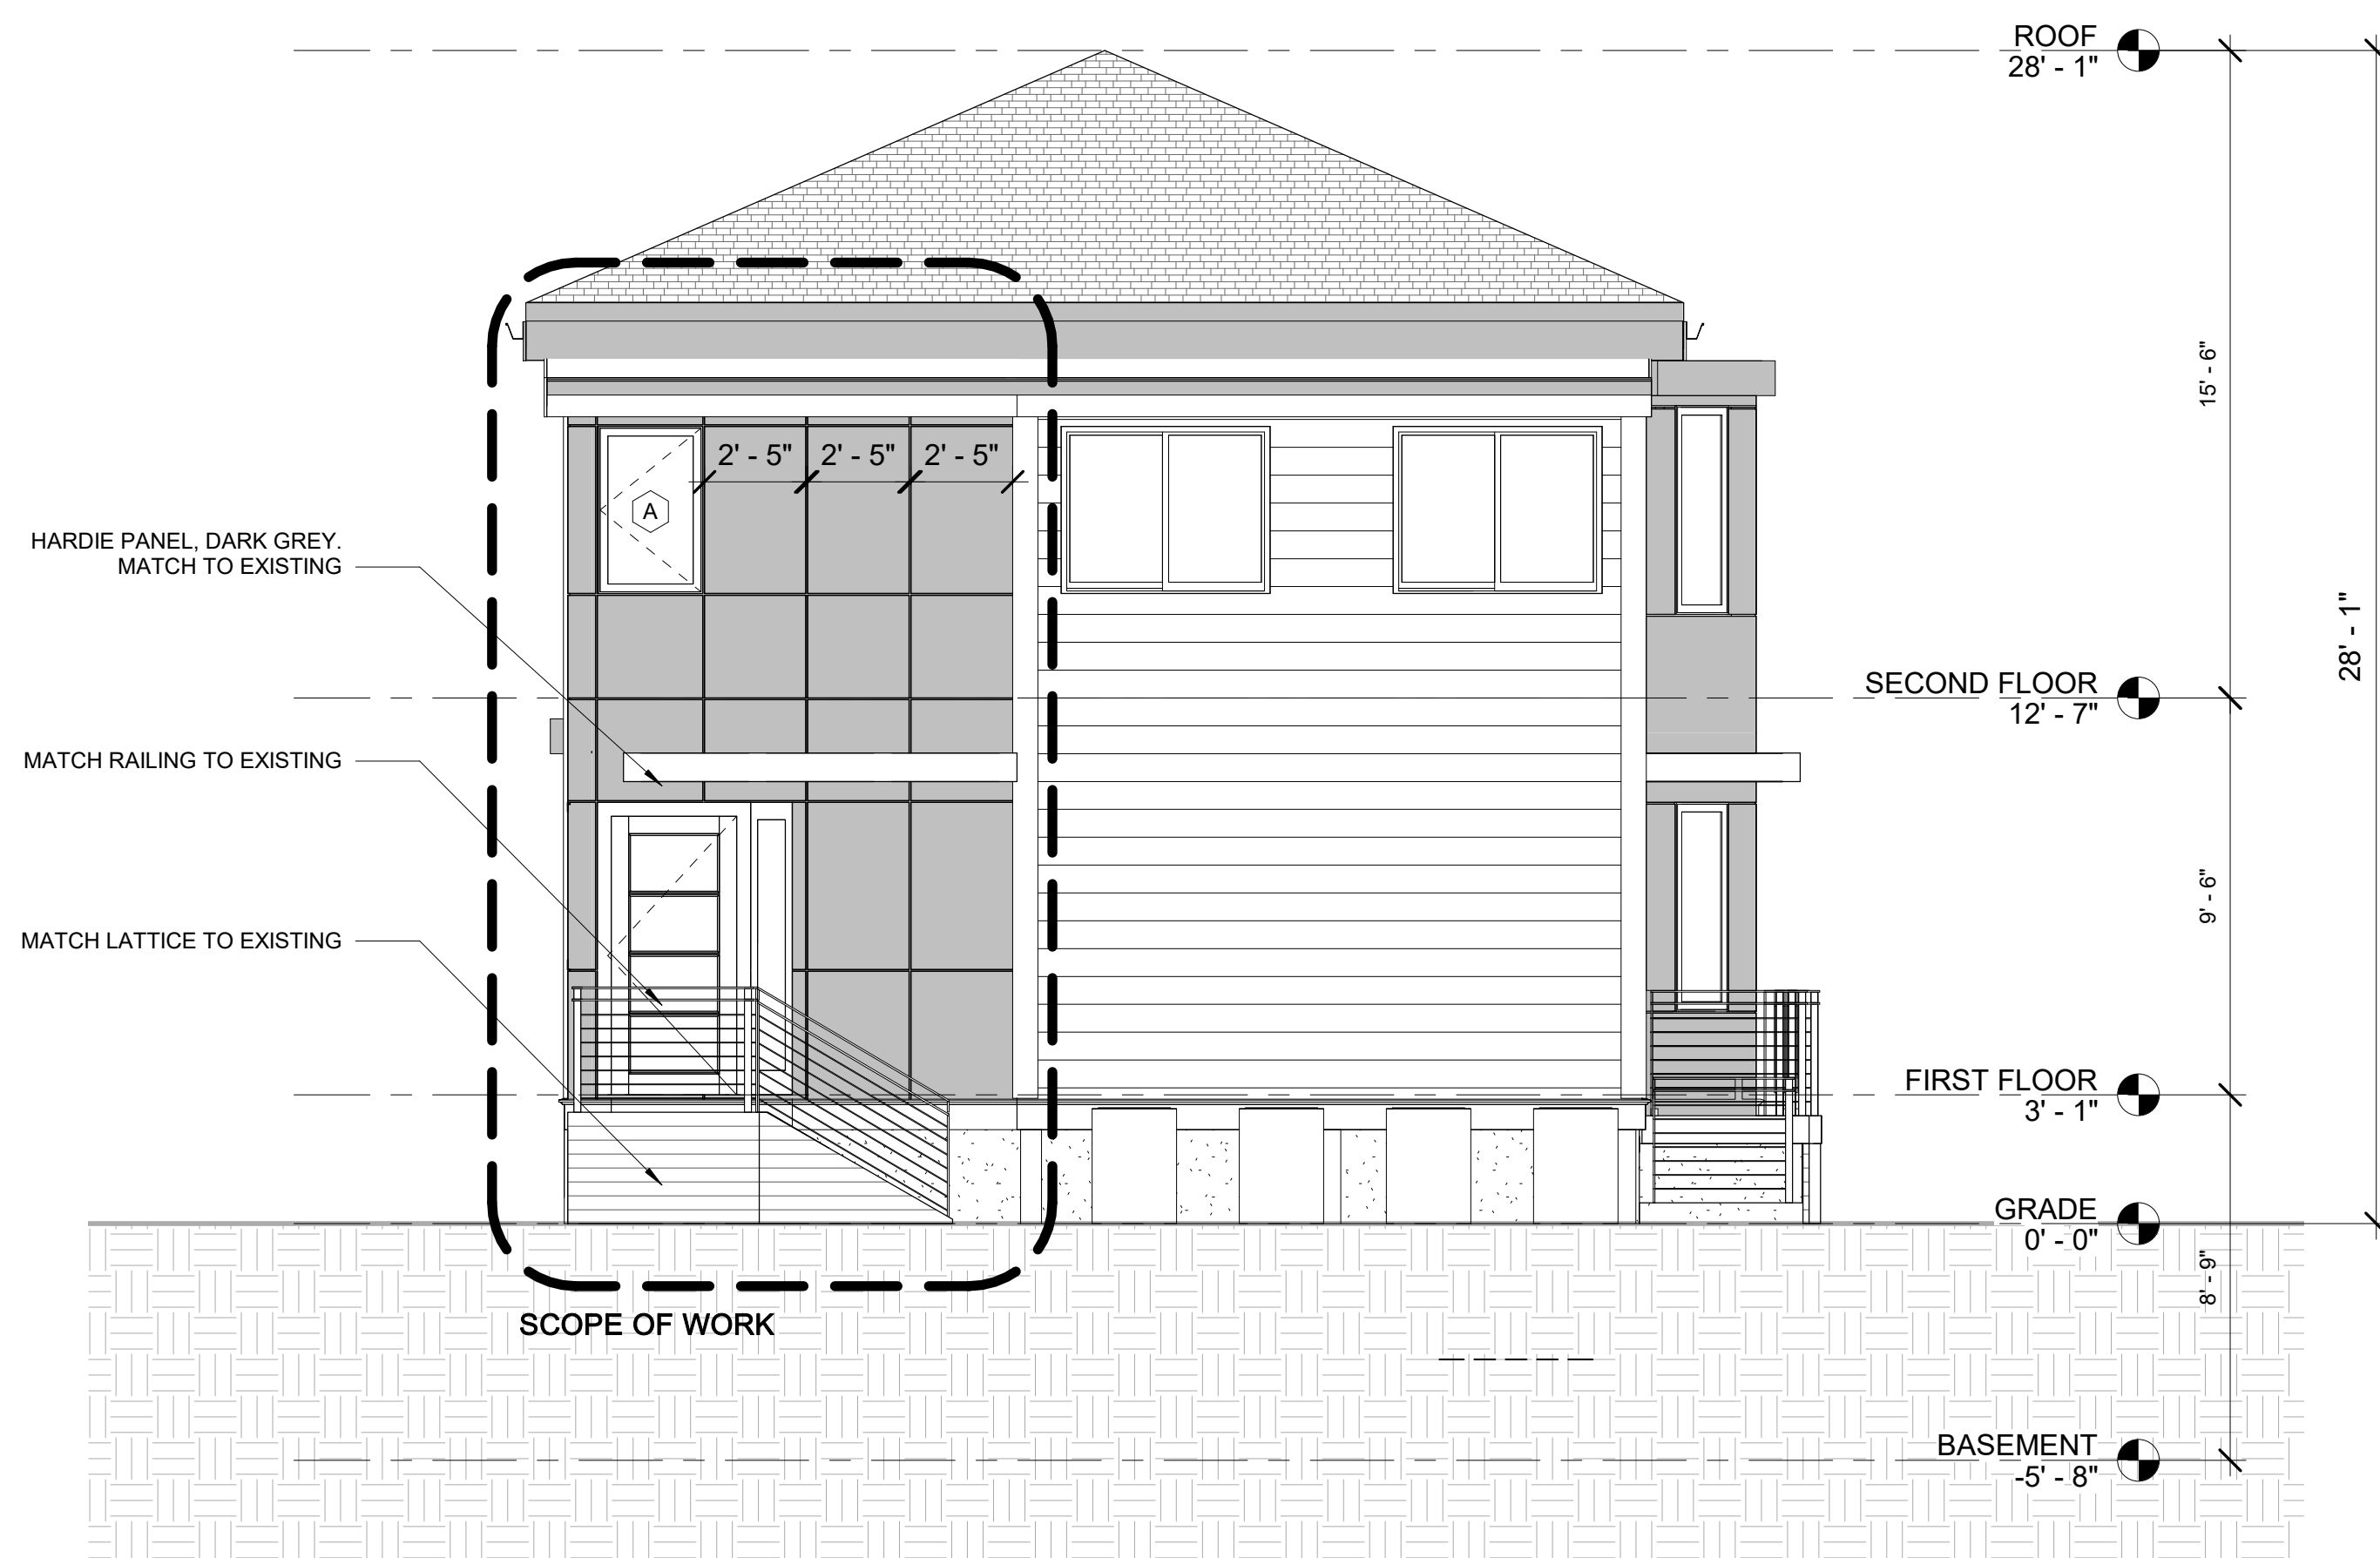 ROOF
28' - 1"
15' - 6"
2' - 5"
2' - 5"
2' - 5"
A
HARDIE PANEL, DARK GREY.
MATCH TO EXISTING
28' - 1"
SECOND FLOOR
12' - 7"
MATCH RAILING TO EXISTING
9' - 6"
MATCH LATTICE TO EXISTING
FIRST FLOOR
3' - 1"
GRADE
0' - 0"
8' - 9"
SCOPE OF WORK
BASEMENT
-5' - 8"